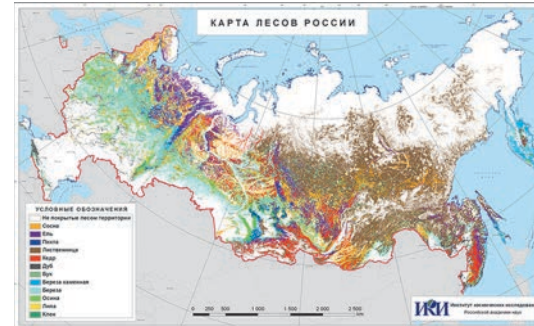 КАРТА ЛЕСОВ РОССИИ
УСЛОВНЫЕ ОБОЗНАЧЕНИЯ
Не покрытые лесом территории
Сосна
Ель
Пихта
Лиственница
Кедр
Дуб
Бук
Береза каменная
Береза
Осина
Липа
Клен
0 250 500 1 000 1 500 2 000 2 500
ИКИ
Институт космических исследований
Российской академии наук